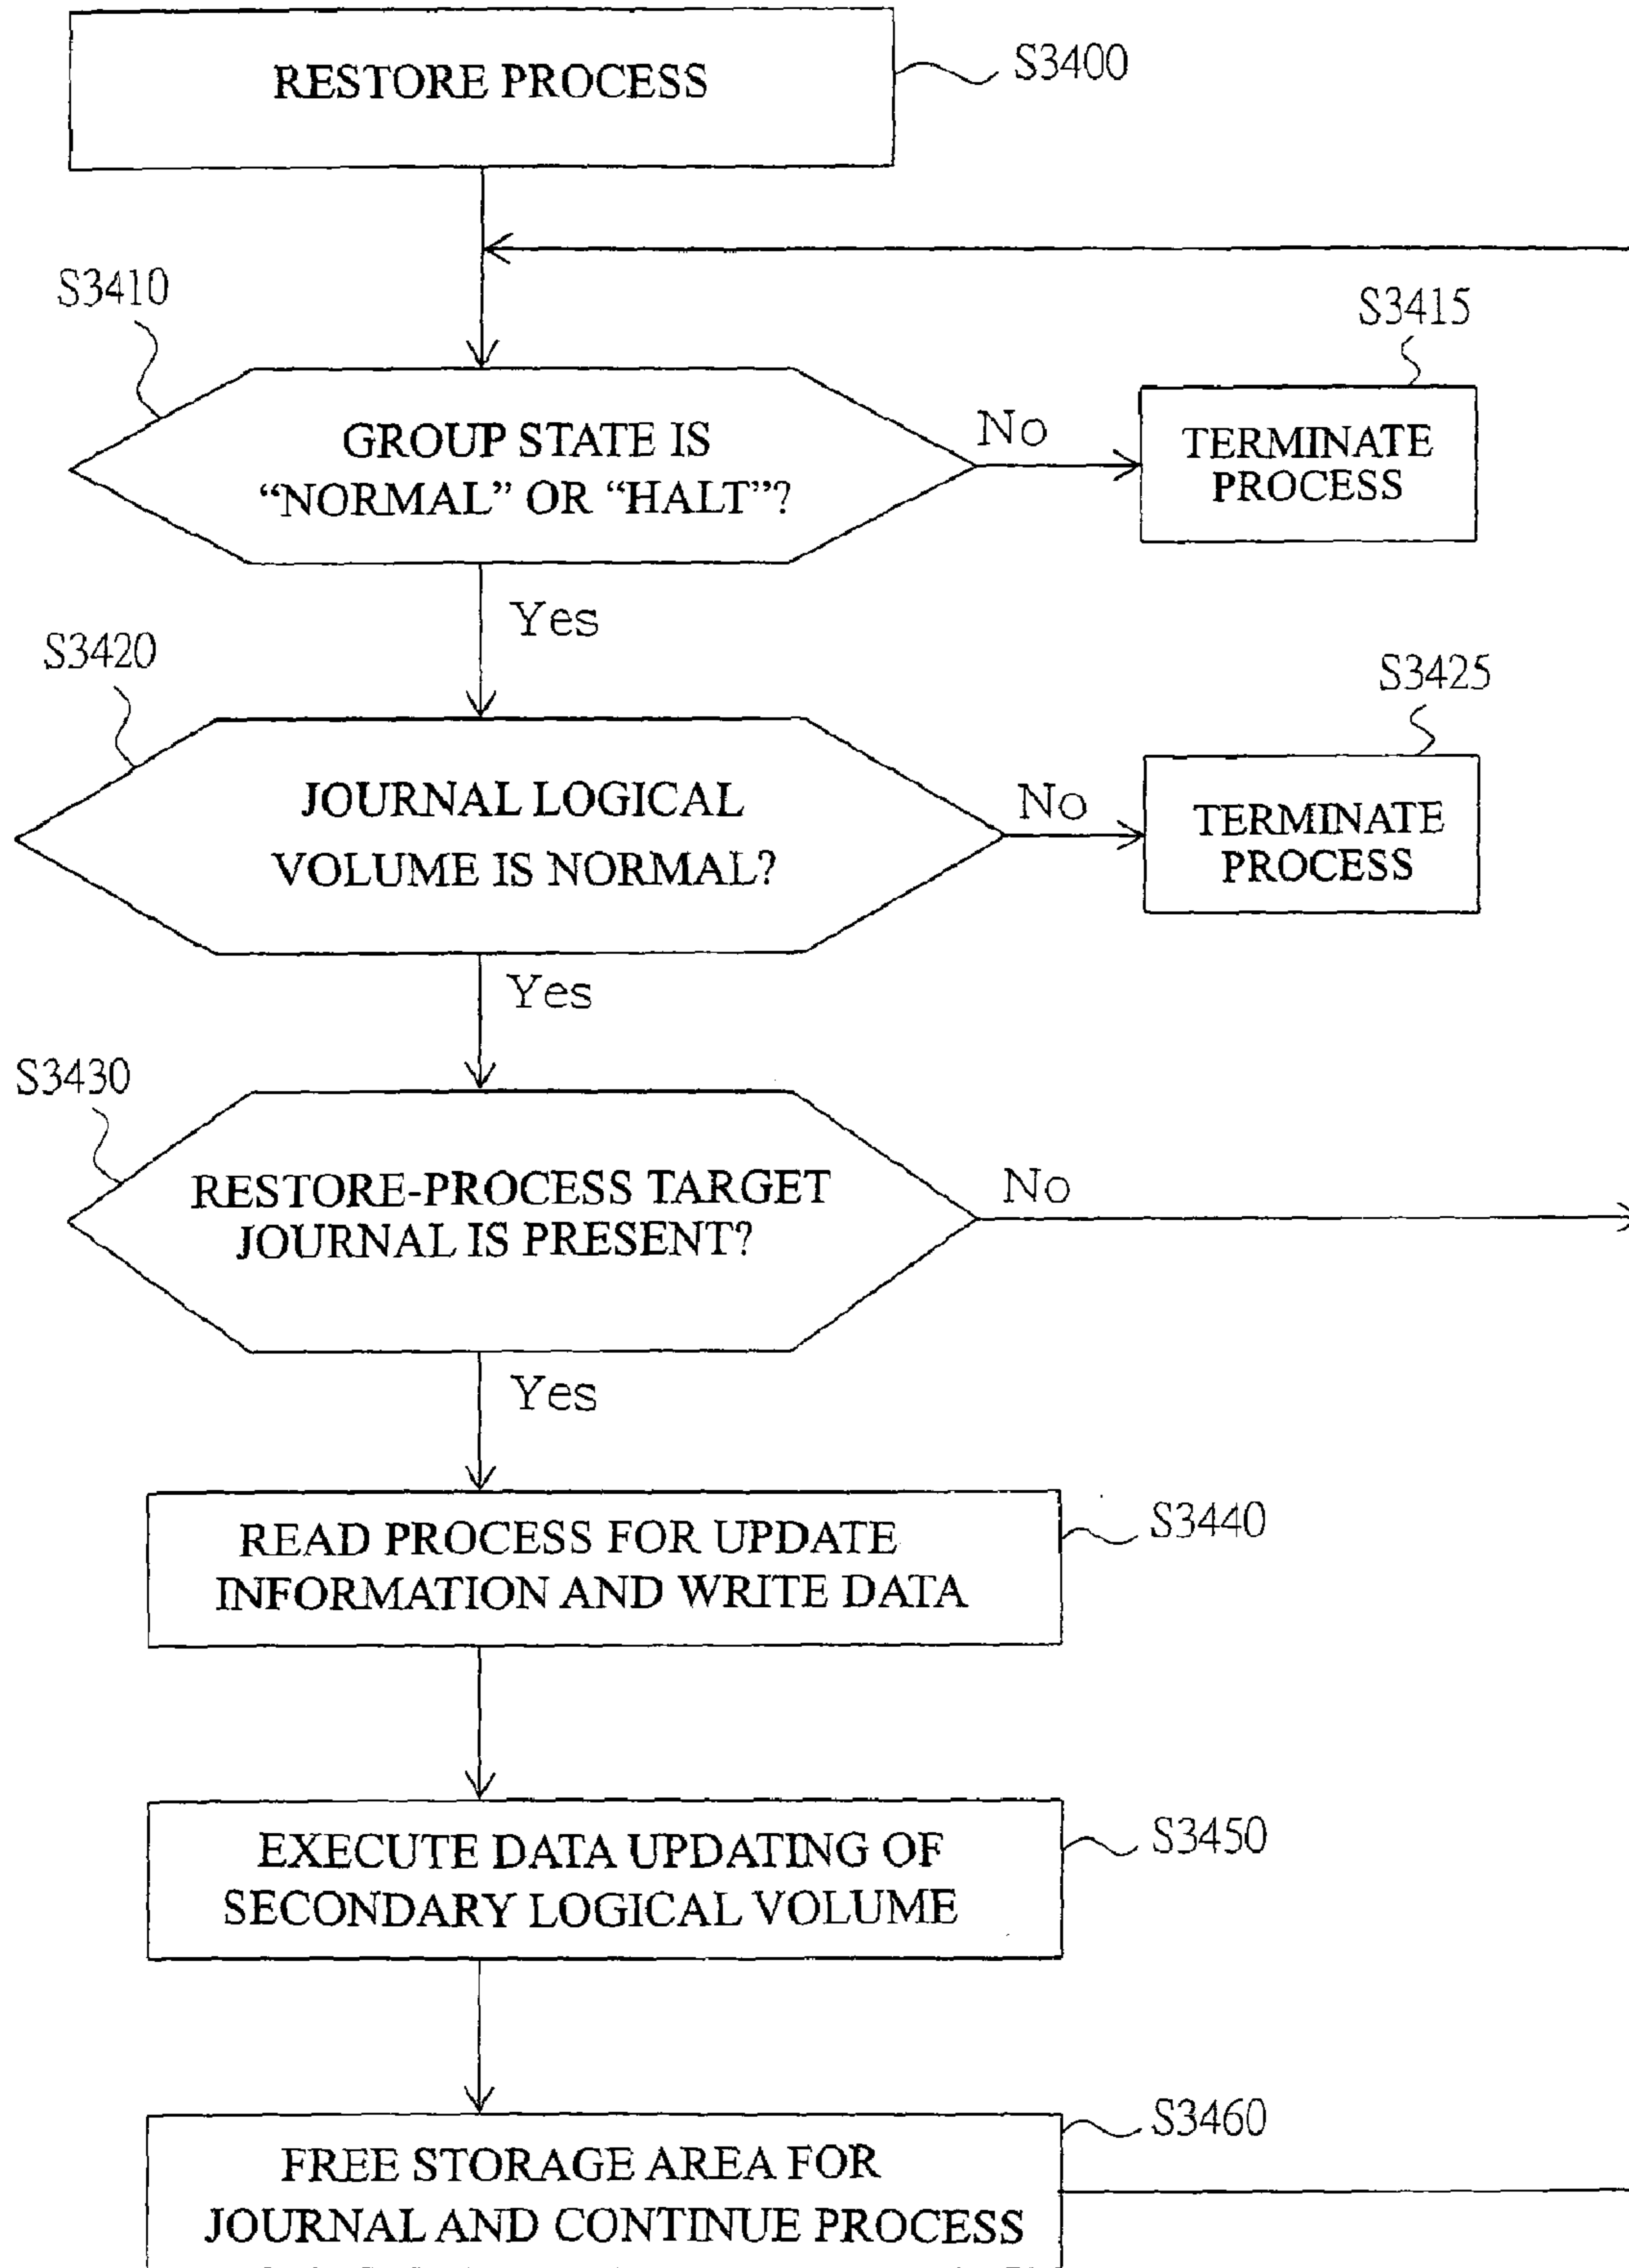 RESTORE PROCESS
S3400
S3410
S3415
GROUP STATE IS
“NORMAL” OR “HALT”?
No
TERMINATE
PROCESS
Yes
S3420
S3425
JOURNAL LOGICAL
VOLUME IS NORMAL?
No
TERMINATE
PROCESS
Yes
S3430
RESTORE-PROCESS TARGET
JOURNAL IS PRESENT?
No
Yes
READ PROCESS FOR UPDATE
INFORMATION AND WRITE DATA
S3440
EXECUTE DATA UPDATING OF
SECONDARY LOGICAL VOLUME
S3450
S3460
FREE STORAGE AREA FOR
JOURNAL AND CONTINUE PROCESS